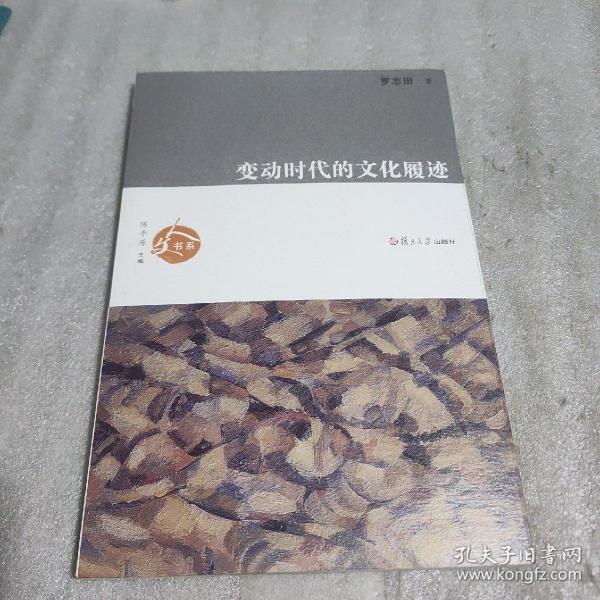 罗志田 著
变动时代的文化履迹
陈平原 主编
人文书系
复旦大学出版社
孔夫子旧书网
www.kongfz.com